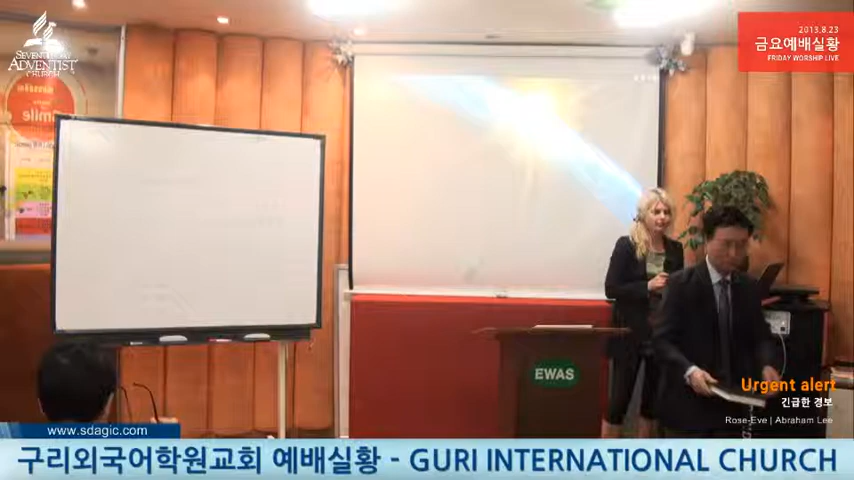 SEVENTH-DAY
ADVENTIST
CHURCH
2013.8.23
금요예배실황
FRIDAY WORSHIP LIVE
Smile
EWAS
Urgent alert
긴급한 경보
Rose-Eve | Abraham Lee
www.sdagic.com
구리외국어학원교회 예배실황 - GURI INTERNATIONAL CHURCH